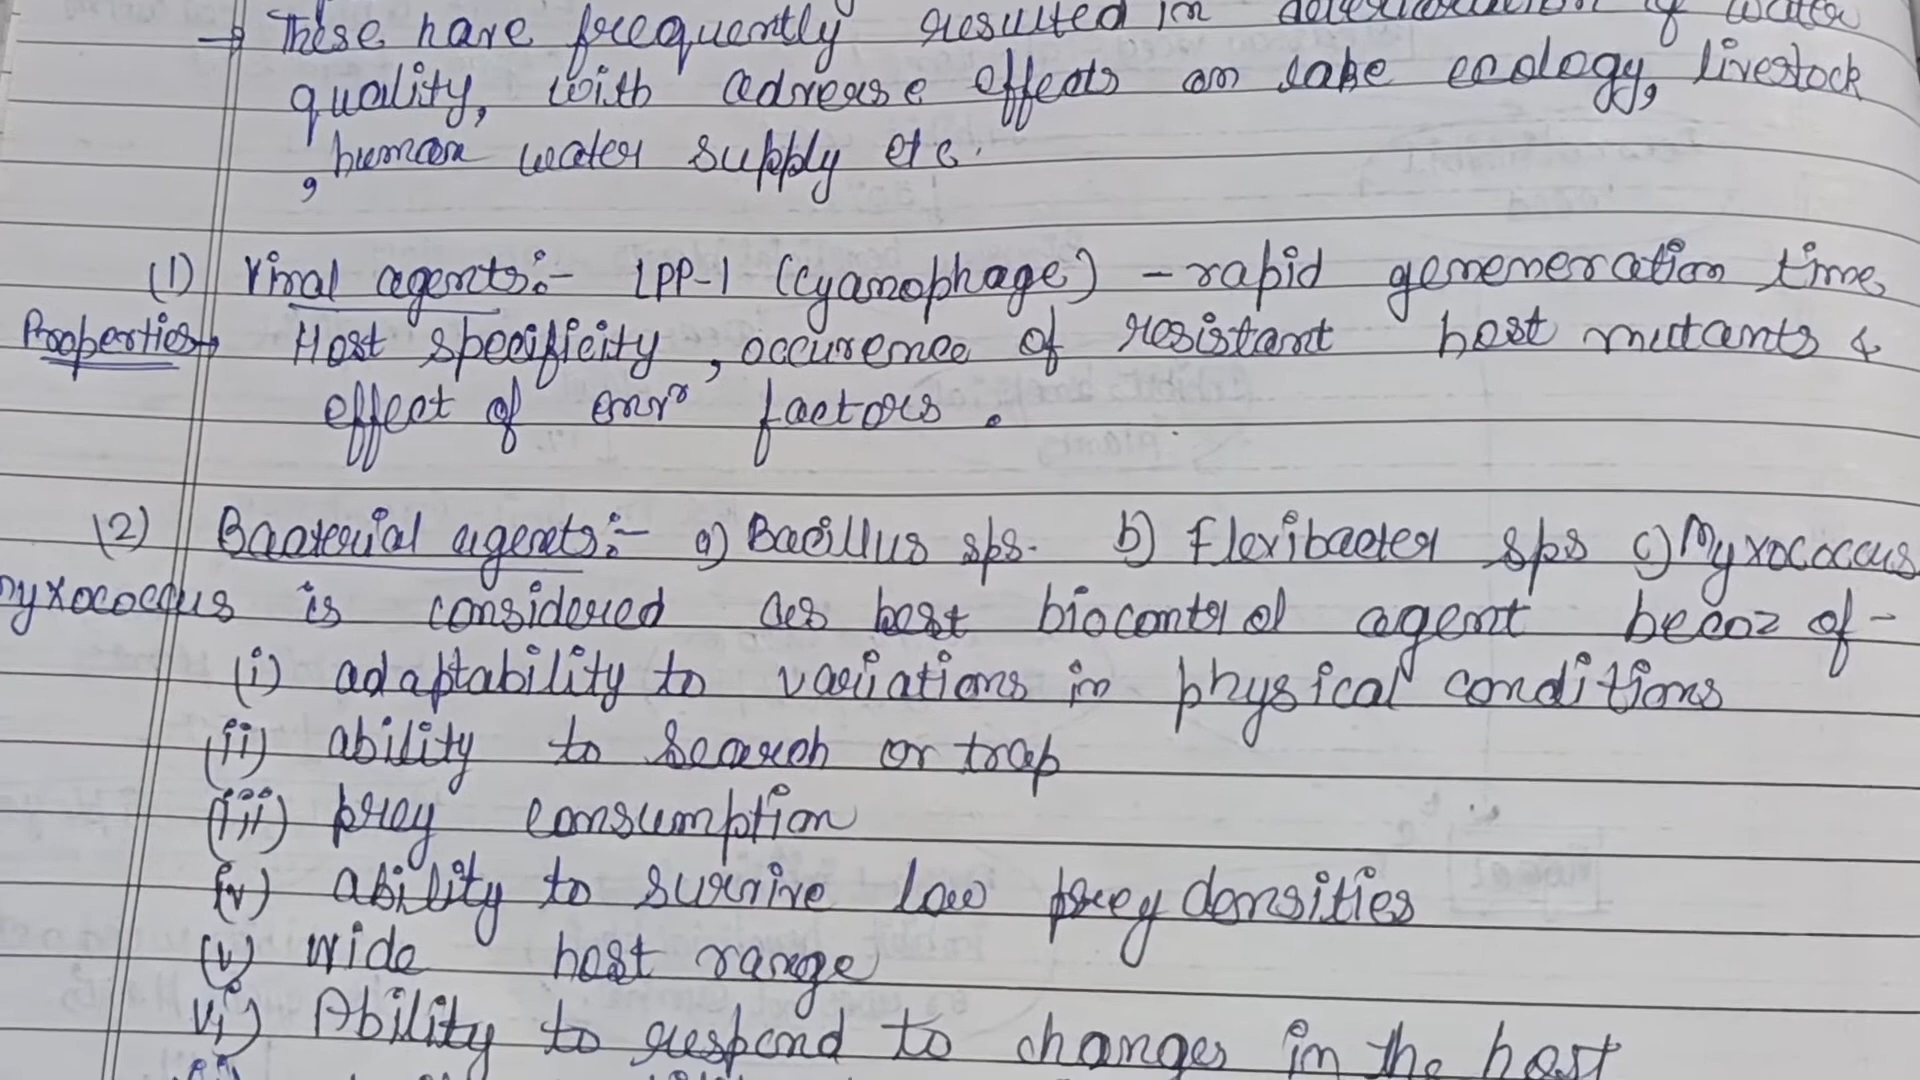 → These have frequently resulted in deterioration of water
quality, with adverse effects on lake ecology, livestock
, human water supply etc.
(1) Viral agents:- LPP-1 (cyanophage) - rapid genemeration time,
Properties→ Host specificity, occurence of resistant host mutants &
effect of envr factors.
(2) Bacterial agents:- a) Bacillus sps. b) Flexibacter sps c) Myxococcus
Myxococcus is considered as best biocontrol agent becoz of -
(i) adaptability to variations in physical conditions
(ii) ability to search or trap
(iii) prey consumption
(iv) ability to survive low prey densities
(v) wide host range
vi) Ability to respond to changes in the host